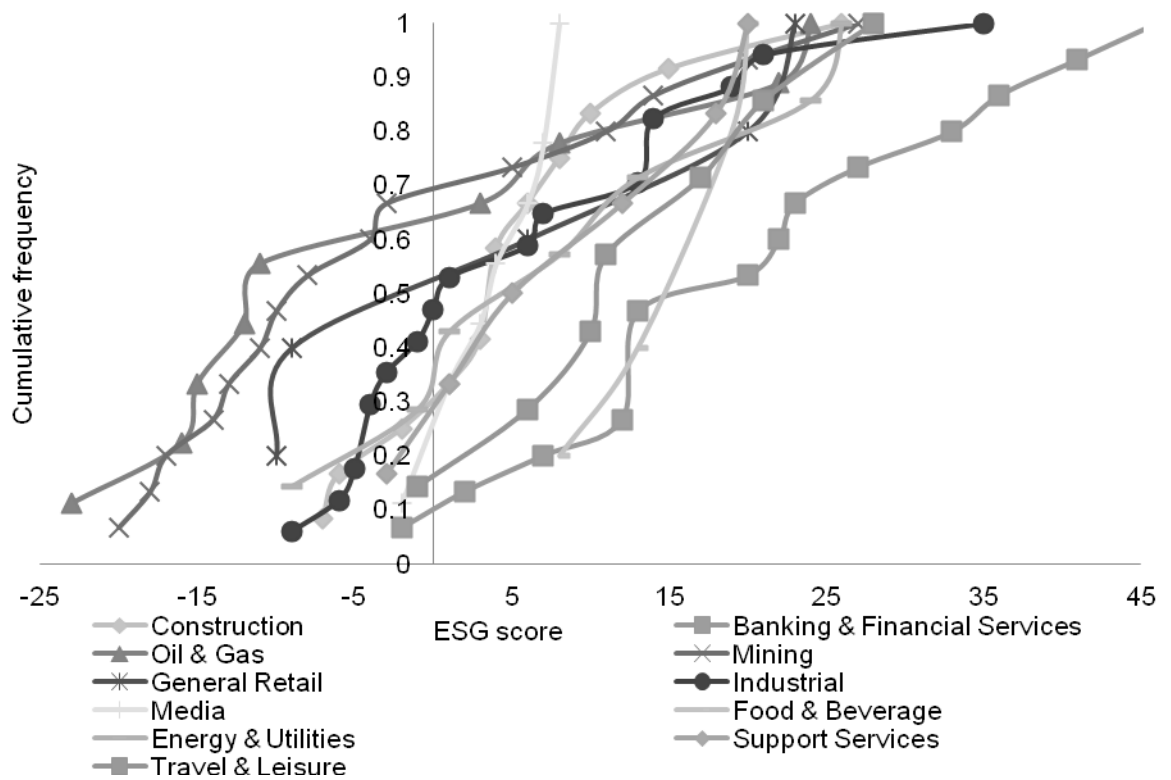 Cumulative frequency
1
0.9
0.8
0.7
0.6
0.5
0.4
0.3
0.2
0.1
0
-25 -15 -5 5 15 25 35 45
ESG score
Construction Banking & Financial Services
Oil & Gas Mining
General Retail Industrial
Media Food & Beverage
Energy & Utilities Support Services
Travel & Leisure